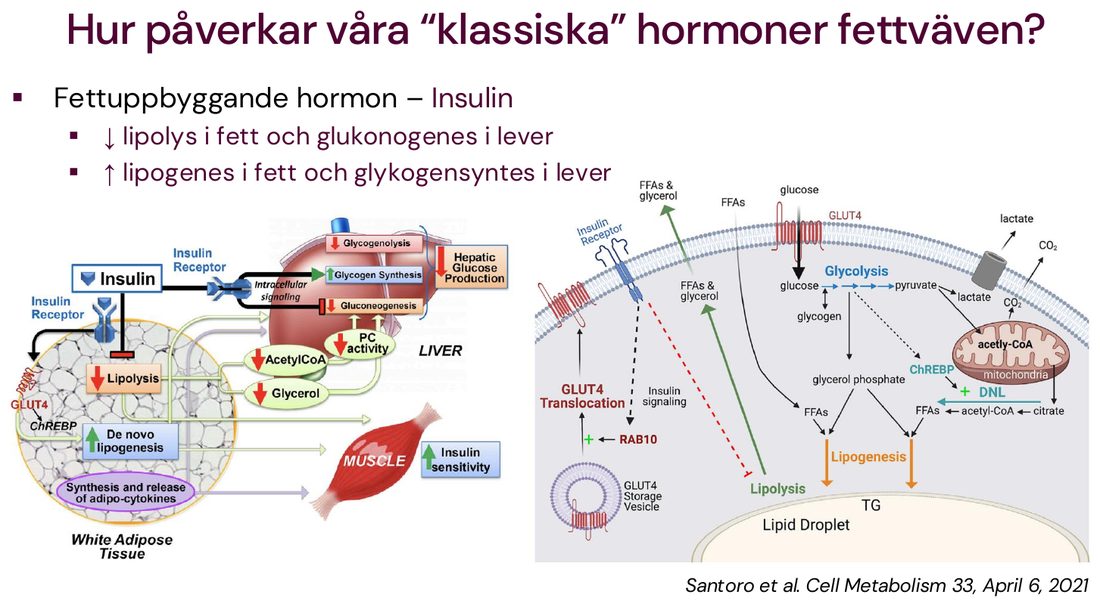 Hur påverkar våra “klassiska” hormoner fettväven?
▪ Fettuppbyggande hormon – Insulin
▪ ↓ lipolys i fett och glukonogenes i lever
▪ ↑ lipogenes i fett och glykogensyntes i lever
Insulin
Insulin
Receptor
Insulin
Receptor
Intracellular
signaling
Glycogenolysis
Glycogen Synthesis
Gluconeogenesis
Hepatic
Glucose
Production
LIVER
PC
activity
AcetylCoA
Glycerol
Lipolysis
GLUT4
ChREBP
De novo
lipogenesis
Synthesis and release
of adipo-cytokines
MUSCLE
Insulin
sensitivity
White Adipose
Tissue
FFAs &
glycerol
FFAs
glucose
GLUT4
lactate
CO₂
Insulin
Receptor
FFAs &
glycerol
Glycolysis
glucose
pyruvate
lactate
CO₂
glycogen
acetly-CoA
mitochondria
ChREBP
+ DNL
glycerol phosphate
GLUT4
Translocation
Insulin
signaling
FFAs
FFAs
acetyl-CoA
citrate
+
RAB10
Lipogenesis
GLUT4
Storage
Vesicle
Lipolysis
TG
Lipid Droplet
Santoro et al. Cell Metabolism 33, April 6, 2021